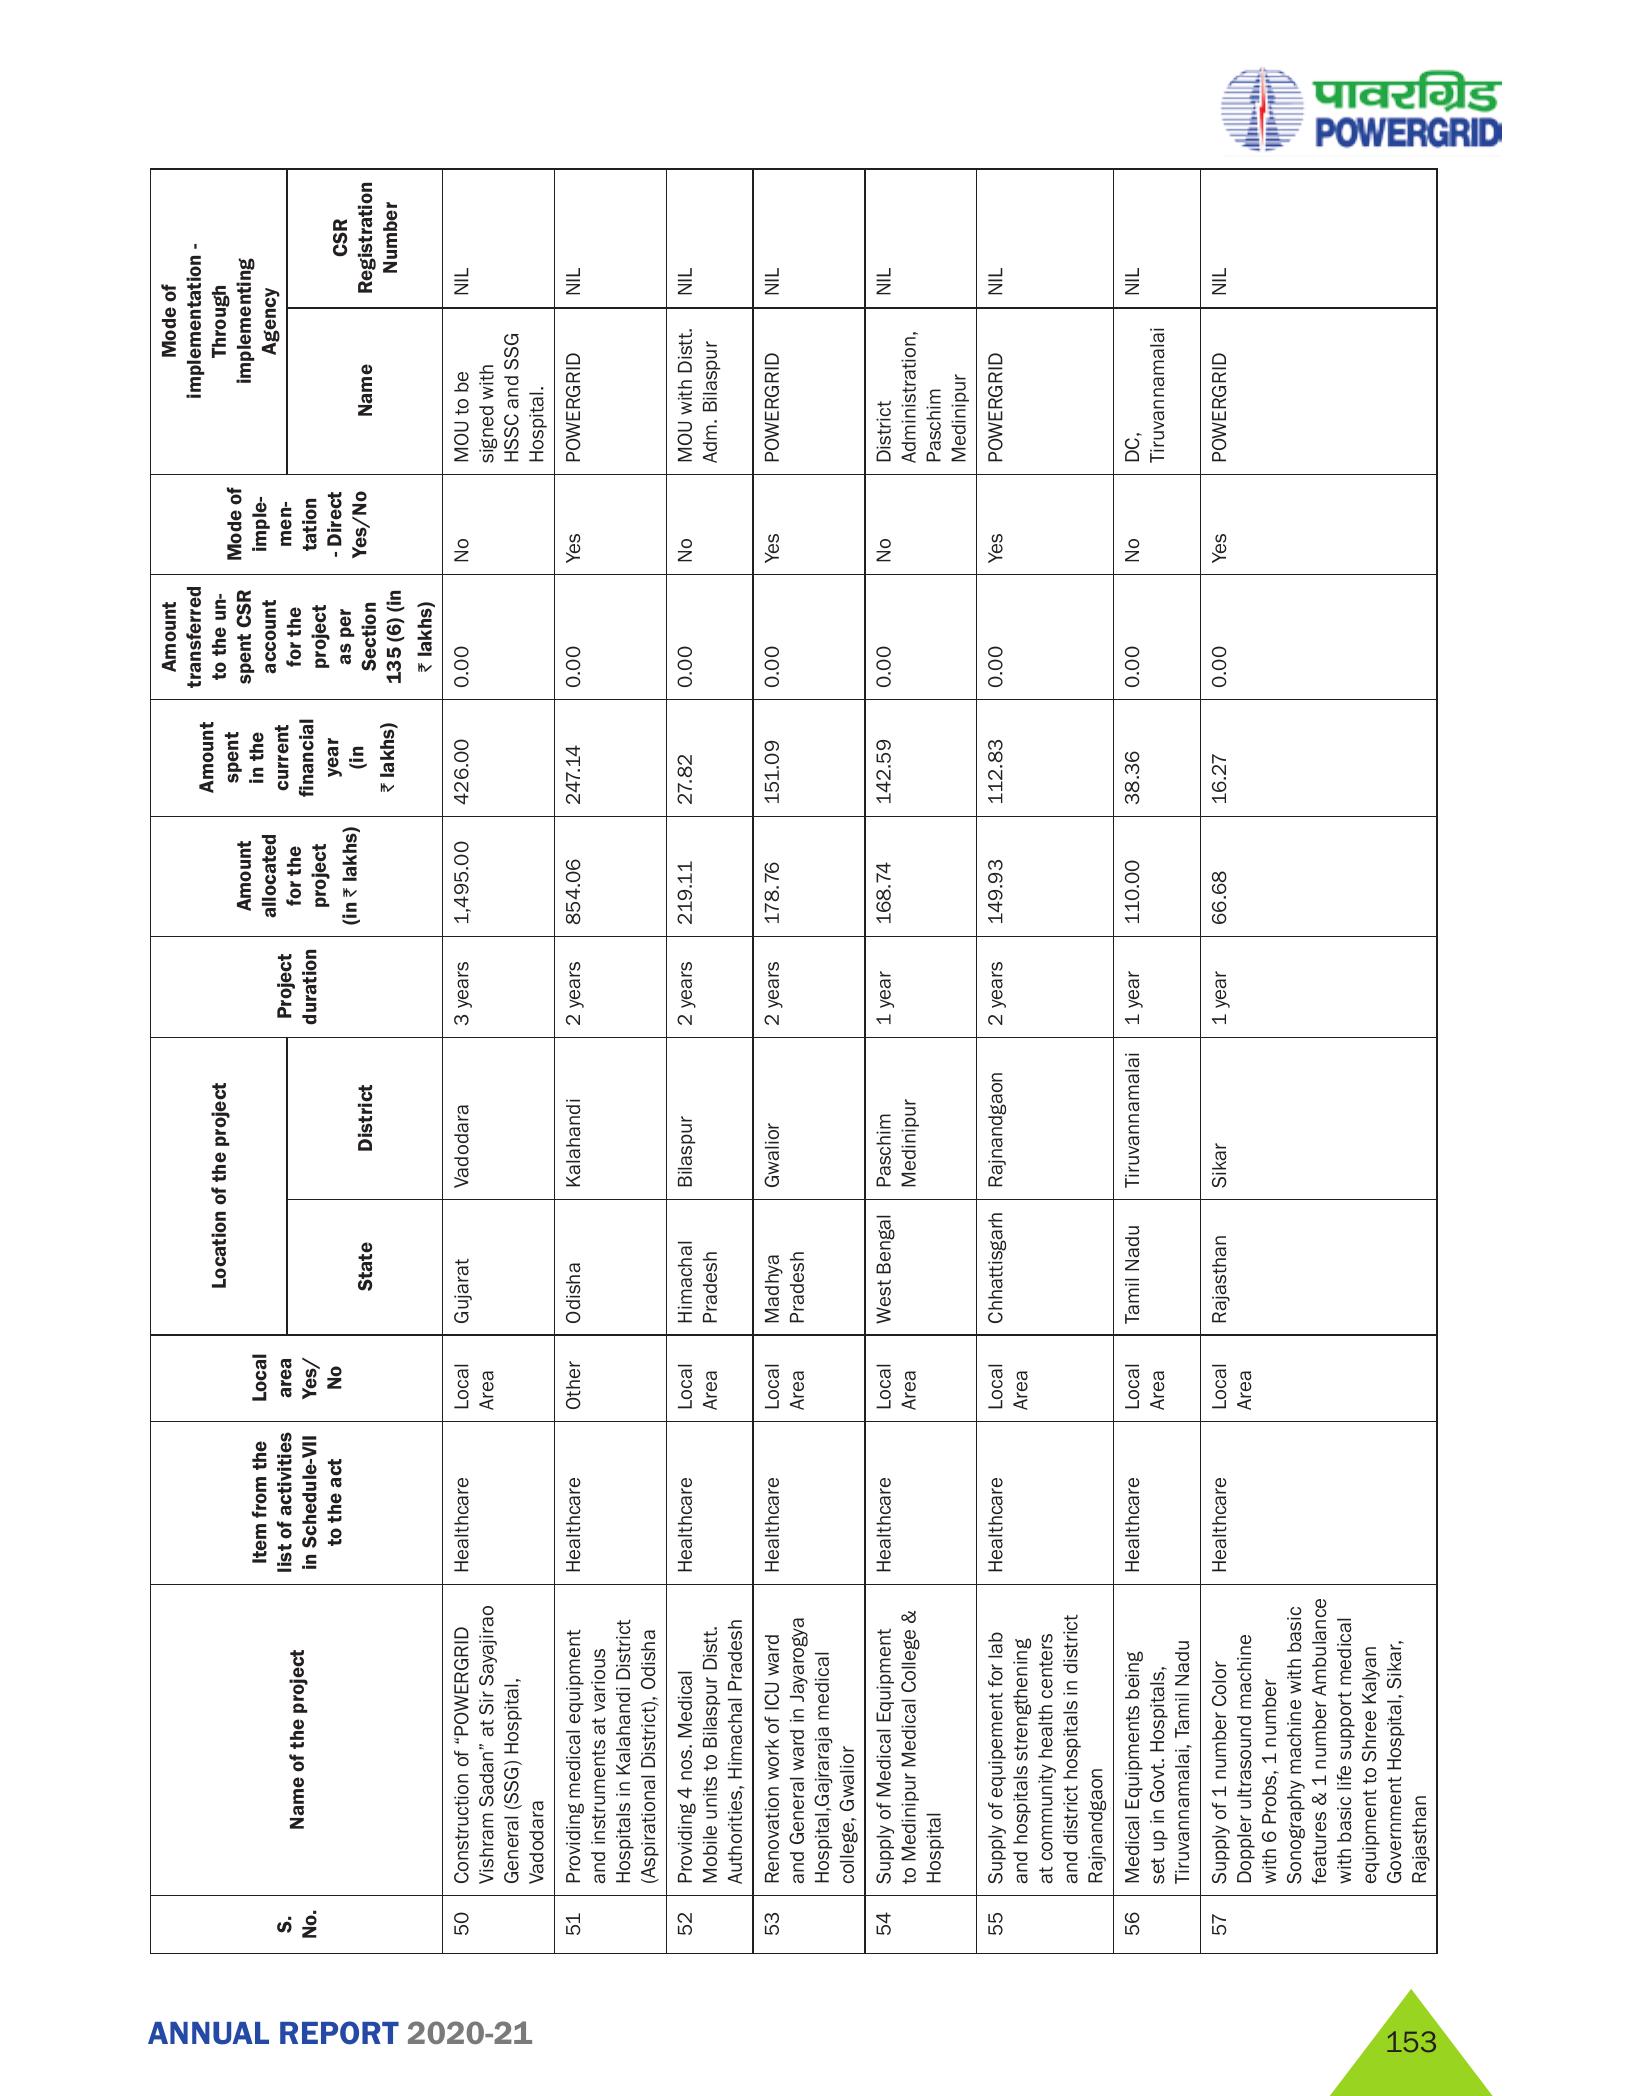 पावरग्रिड
POWERGRID
S.
No.
Name of the project
Item from the
list of activities
in Schedule-VII
to the act
Local
area
Yes/
No
Location of the project
State
District
Project
duration
Amount
allocated
for the
project
(in ₹ lakhs)
Amount
spent
in the
current
financial
year
(in
₹ lakhs)
Amount
transferred
to the un-
spent CSR
account
for the
project
as per
Section
135 (6) (in
₹ lakhs)
Mode of
imple-
men-
tation
- Direct
Yes/No
Mode of
implementation -
Through
implementing
Agency
Name
CSR
Registration
Number
50
Construction of “POWERGRID
Vishram Sadan” at Sir Sayajirao
General (SSG) Hospital,
Vadodara
Healthcare
Local
Area
Gujarat
Vadodara
3 years
1,495.00
426.00
0.00
No
MOU to be
signed with
HSSC and SSG
Hospital.
NIL
51
Providing medical equipment
and instruments at various
Hospitals in Kalahandi District
(Aspirational District), Odisha
Healthcare
Other
Odisha
Kalahandi
2 years
854.06
247.14
0.00
Yes
POWERGRID
NIL
52
Providing 4 nos. Medical
Mobile units to Bilaspur Distt.
Authorities, Himachal Pradesh
Healthcare
Local
Area
Himachal
Pradesh
Bilaspur
2 years
219.11
27.82
0.00
No
MOU with Distt.
Adm. Bilaspur
NIL
53
Renovation work of ICU ward
and General ward in Jayarogya
Hospital,Gajraraja medical
college, Gwalior
Healthcare
Local
Area
Madhya
Pradesh
Gwalior
2 years
178.76
151.09
0.00
Yes
POWERGRID
NIL
54
Supply of Medical Equipment
to Medinipur Medical College &
Hospital
Healthcare
Local
Area
West Bengal
Paschim
Medinipur
1 year
168.74
142.59
0.00
No
District
Administration,
Paschim
Medinipur
NIL
55
Supply of equipement for lab
and hospitals strengthening
at community health centers
and district hospitals in district
Rajnandgaon
Healthcare
Local
Area
Chhattisgarh
Rajnandgaon
2 years
149.93
112.83
0.00
Yes
POWERGRID
NIL
56
Medical Equipments being
set up in Govt. Hospitals,
Tiruvannamalai, Tamil Nadu
Healthcare
Local
Area
Tamil Nadu
Tiruvannamalai
1 year
110.00
38.36
0.00
No
DC,
Tiruvannamalai
NIL
57
Supply of 1 number Color
Doppler ultrasound machine
with 6 Probs, 1 number
Sonography machine with basic
features & 1 number Ambulance
with basic life support medical
equipment to Shree Kalyan
Government Hospital, Sikar,
Rajasthan
Healthcare
Local
Area
Rajasthan
Sikar
1 year
66.68
16.27
0.00
Yes
POWERGRID
NIL
ANNUAL REPORT 2020-21
153